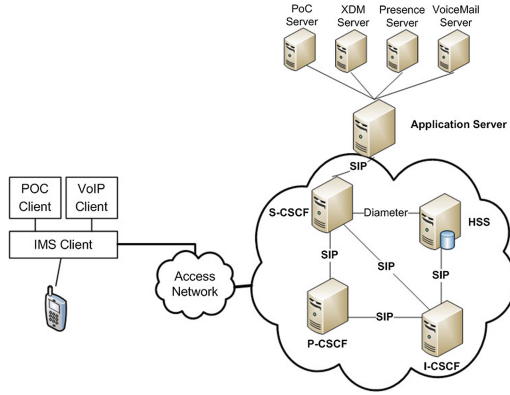 PoC
Server
XDM
Server
Presence
Server
VoiceMail
Server
Application Server
SIP
POC
Client
VoIP
Client
IMS Client
Access
Network
S-CSCF
Diameter
HSS
SIP
SIP
SIP
P-CSCF
SIP
I-CSCF